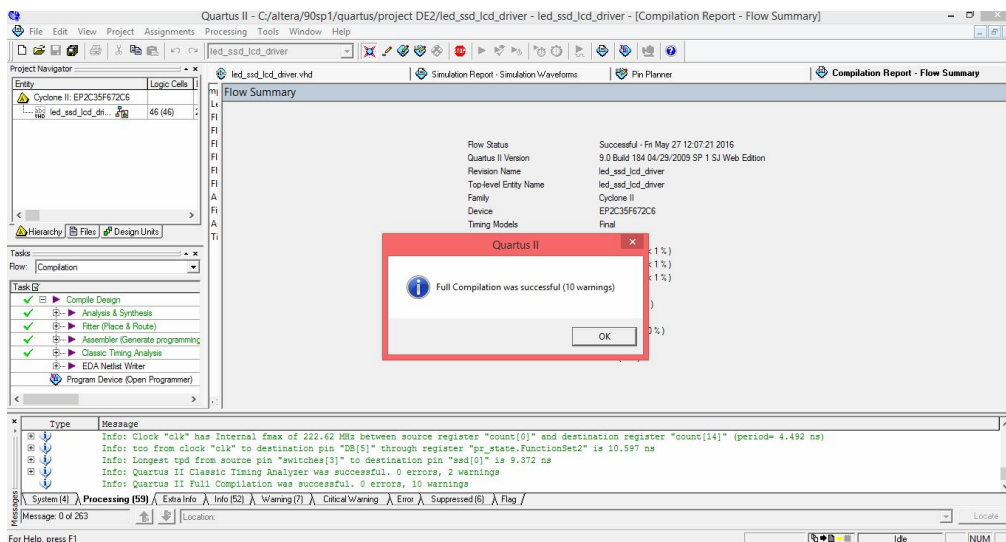 Quartus II - C:/altera/90sp1/quartus/project DE2/led_ssd_lcd_driver - led_ssd_lcd_driver - [Compilation Report - Flow Summary]
File Edit View Project Assignments Processing Tools Window Help
led_ssd_lcd_driver
Project Navigator
Entity Logic Cells
Cyclone II: EP2C35F672C6
led_ssd_lcd_dri... 46 (46)
Hierarchy Files Design Units
Tasks
Flow: Compilation
Task
Compile Design
Analysis & Synthesis
Fitter (Place & Route)
Assembler (Generate programming
Classic Timing Analysis
EDA Netlist Writer
Program Device (Open Programmer)
led_ssd_lcd_driver.vhd Simulation Report - Simulation Waveforms Pin Planner Compilation Report - Flow Summary
Flow Summary
Flow Status Successful - Fri May 27 12:07:21 2016
Quartus II Version 9.0 Build 184 04/29/2009 SP 1 SJ Web Edition
Revision Name led_ssd_lcd_driver
Top-level Entity Name led_ssd_lcd_driver
Family Cyclone II
Device EP2C35F672C6
Timing Models Final
Quartus II
Full Compilation was successful (10 warnings)
OK
Type Message
Info: Clock "clk" has Internal fmax of 222.62 MHz between source register "count[0]" and destination register "count[14]" (period= 4.492 ns)
Info: tco from clock "clk" to destination pin "DB[5]" through register "pr_state.FunctionSet2" is 10.597 ns
Info: Longest tpd from source pin "switches[3]" to destination pin "ssd[0]" is 9.372 ns
Info: Quartus II Classic Timing Analyzer was successful. 0 errors, 2 warnings
Info: Quartus II Full Compilation was successful. 0 errors, 10 warnings
System (4) Processing (59) Extra Info Info (52) Warning (7) Critical Warning Error Suppressed (6) Flag
Messages
Message: 0 of 263 Location: Locate
For Help, press F1 Idle NUM